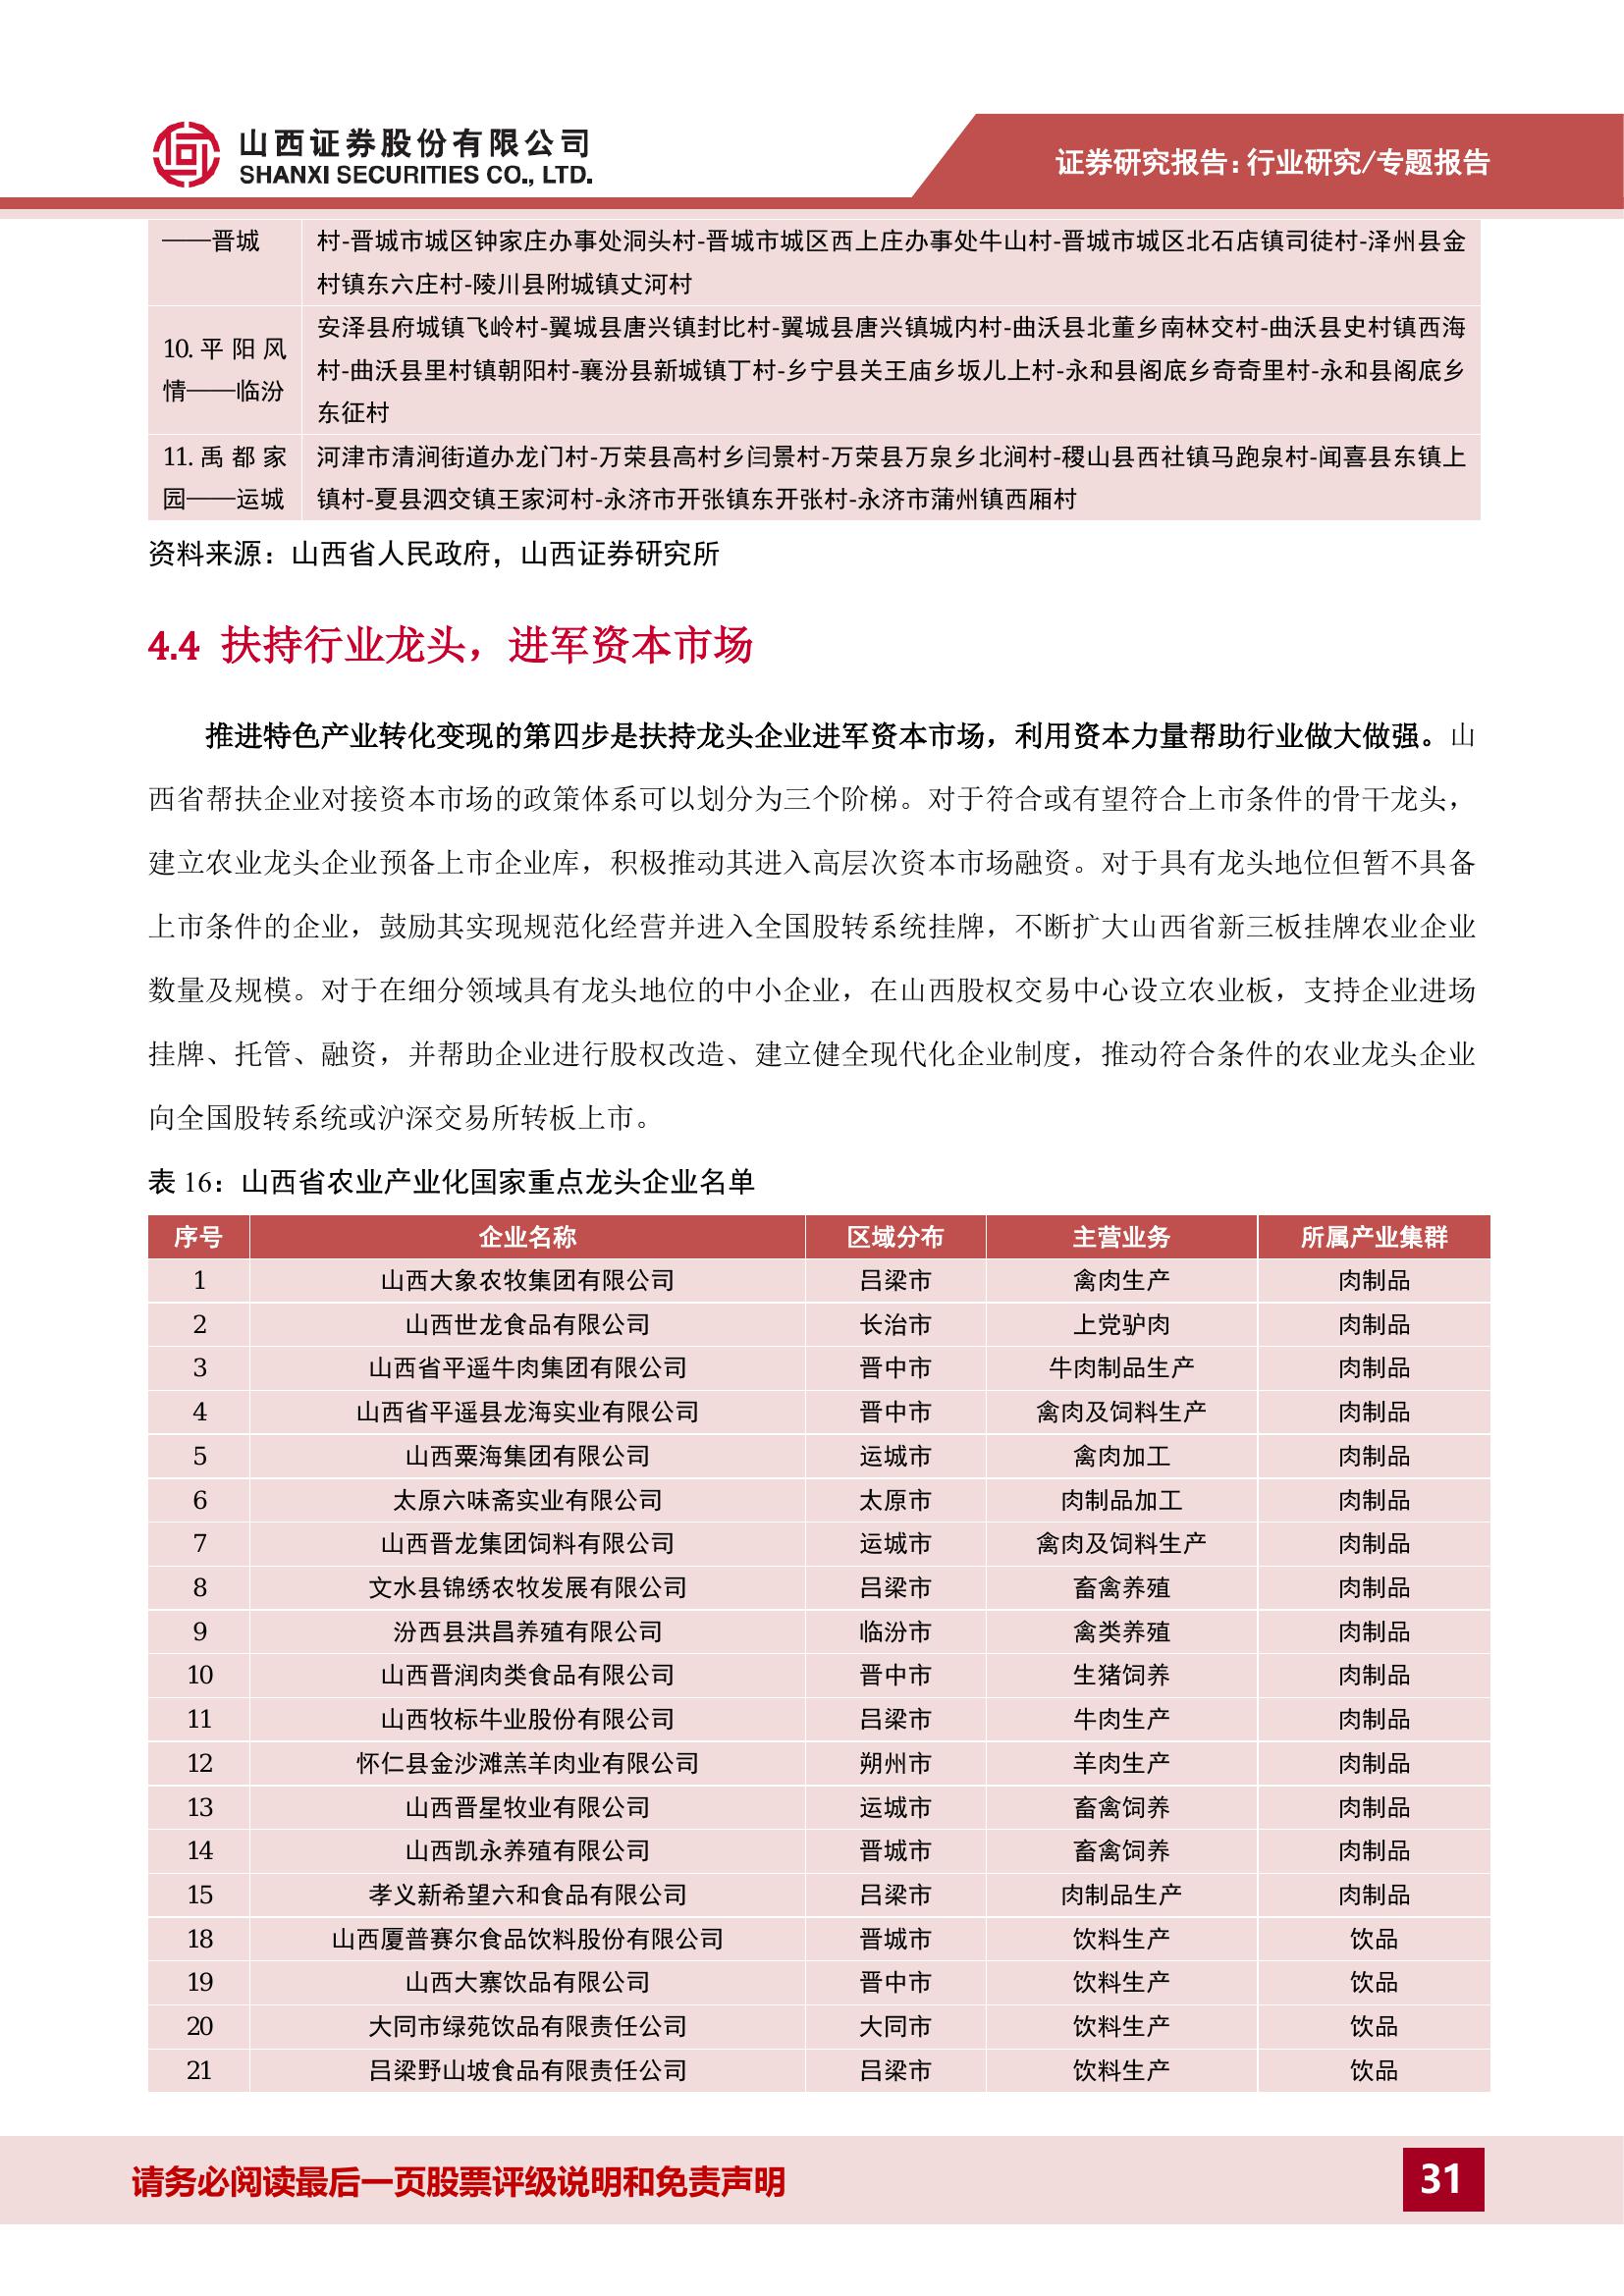 山西证券股份有限公司
SHANXI SECURITIES CO., LTD.
证券研究报告：行业研究/专题报告
——晋城 村-晋城市城区钟家庄办事处洞头村-晋城市城区西上庄办事处牛山村-晋城市城区北石店镇司徒村-泽州县金
村镇东六庄村-陵川县附城镇丈河村
10. 平阳风情——临汾
安泽县府城镇飞岭村-翼城县唐兴镇封比村-翼城县唐兴镇城内村-曲沃县北董乡南林交村-曲沃县史村镇西海
村-曲沃县里村镇朝阳村-襄汾县新城镇丁村-乡宁县关王庙乡坂儿上村-永和县阁底乡奇奇里村-永和县阁底乡
东征村
11. 禹都家园——运城
河津市清涧街道办龙门村-万荣县高村乡闫景村-万荣县万泉乡北涧村-稷山县西社镇马跑泉村-闻喜县东镇上
镇村-夏县泗交镇王家河村-永济市开张镇东开张村-永济市蒲州镇西厢村
资料来源：山西省人民政府，山西证券研究所
4.4 扶持行业龙头，进军资本市场
推进特色产业转化变现的第四步是扶持龙头企业进军资本市场，利用资本力量帮助行业做大做强。山
西省帮扶企业对接资本市场的政策体系可以划分为三个阶梯。对于符合或有望符合上市条件的骨干龙头，
建立农业龙头企业预备上市企业库，积极推动其进入高层次资本市场融资。对于具有龙头地位但暂不具备
上市条件的企业，鼓励其实现规范化经营并进入全国股转系统挂牌，不断扩大山西省新三板挂牌农业企业
数量及规模。对于在细分领域具有龙头地位的中小企业，在山西股权交易中心设立农业板，支持企业进场
挂牌、托管、融资，并帮助企业进行股权改造、建立健全现代化企业制度，推动符合条件的农业龙头企业
向全国股转系统或沪深交易所转板上市。
表 16：山西省农业产业化国家重点龙头企业名单
序号 企业名称 区域分布 主营业务 所属产业集群
1 山西大象农牧集团有限公司 吕梁市 禽肉生产 肉制品
2 山西世龙食品有限公司 长治市 上党驴肉 肉制品
3 山西省平遥牛肉集团有限公司 晋中市 牛肉制品生产 肉制品
4 山西省平遥县龙海实业有限公司 晋中市 禽肉及饲料生产 肉制品
5 山西粟海集团有限公司 运城市 禽肉加工 肉制品
6 太原六味斋实业有限公司 太原市 肉制品加工 肉制品
7 山西晋龙集团饲料有限公司 运城市 禽肉及饲料生产 肉制品
8 文水县锦绣农牧发展有限公司 吕梁市 畜禽养殖 肉制品
9 汾西县洪昌养殖有限公司 临汾市 禽类养殖 肉制品
10 山西晋润肉类食品有限公司 晋中市 生猪饲养 肉制品
11 山西牧标牛业股份有限公司 吕梁市 牛肉生产 肉制品
12 怀仁县金沙滩羔羊肉业有限公司 朔州市 羊肉生产 肉制品
13 山西晋星牧业有限公司 运城市 畜禽饲养 肉制品
14 山西凯永养殖有限公司 晋城市 畜禽饲养 肉制品
15 孝义新希望六和食品有限公司 吕梁市 肉制品生产 肉制品
18 山西厦普赛尔食品饮料股份有限公司 晋城市 饮料生产 饮品
19 山西大寨饮品有限公司 晋中市 饮料生产 饮品
20 大同市绿苑饮品有限责任公司 大同市 饮料生产 饮品
21 吕梁野山坡食品有限责任公司 吕梁市 饮料生产 饮品
请务必阅读最后一页股票评级说明和免责声明
31